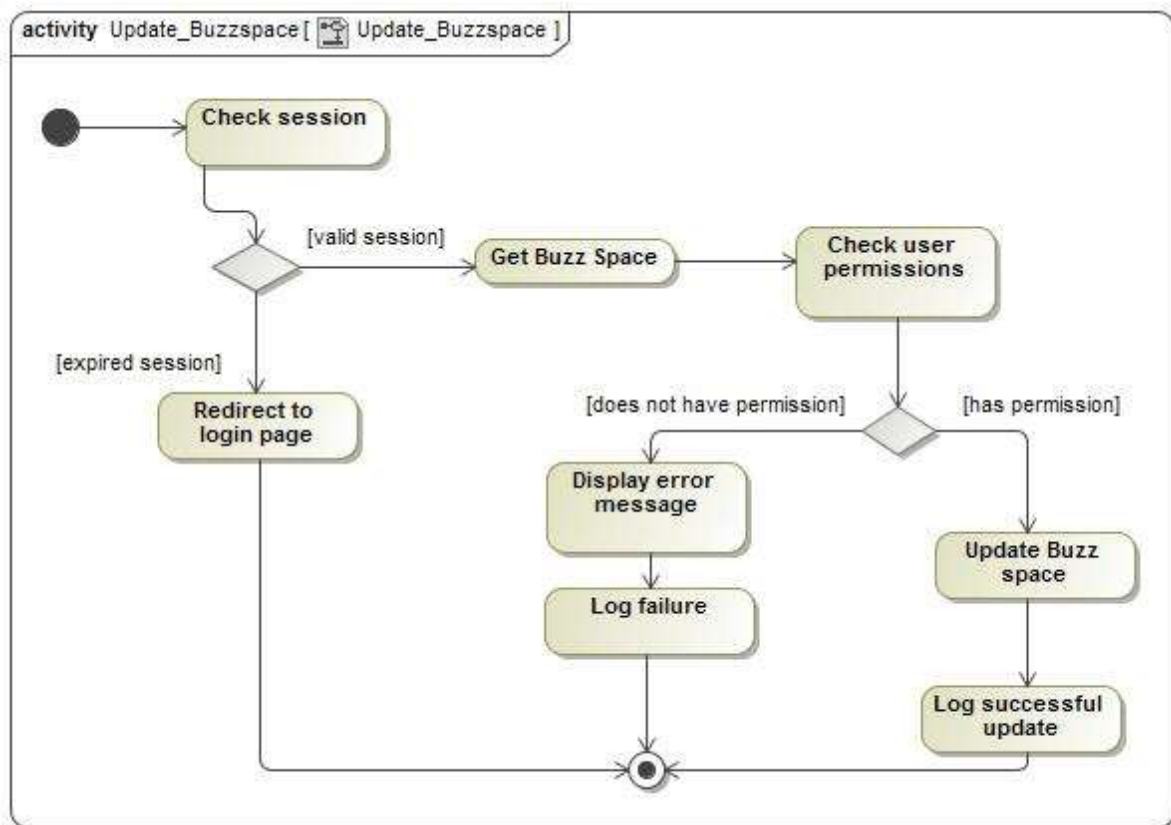 activity Update_Buzzspace [ Update_Buzzspace ]
Check session
[valid session]
Get Buzz Space
Check user
permissions
[expired session]
Redirect to
login page
[does not have permission]
[has permission]
Display error
message
Update Buzz
space
Log failure
Log successful
update